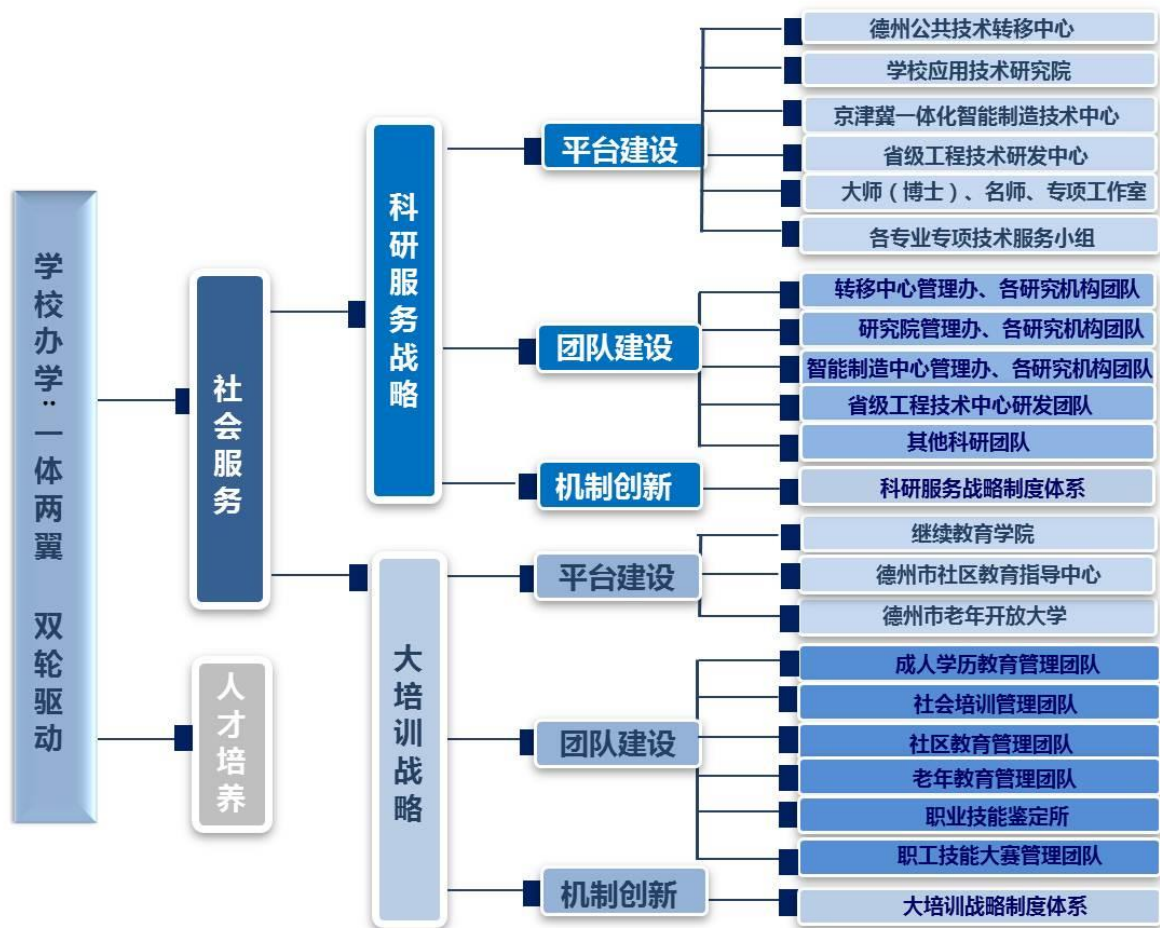 学校办学:一体两翼 双轮驱动
社会服务
人才培养
科研服务战略
大培训战略
平台建设
团队建设
机制创新
平台建设
团队建设
机制创新
德州公共技术转移中心
学校应用技术研究院
京津冀一体化智能制造技术中心
省级工程技术研发中心
大师（博士）、名师、专项工作室
各专业专项技术服务小组
转移中心管理办、各研究机构团队
研究院管理办、各研究机构团队
智能制造中心管理办、各研究机构团队
省级工程技术中心研发团队
其他科研团队
科研服务战略制度体系
继续教育学院
德州市社区教育指导中心
德州市老年开放大学
成人学历教育管理团队
社会培训管理团队
社区教育管理团队
老年教育管理团队
职业技能鉴定所
职工技能大赛管理团队
大培训战略制度体系